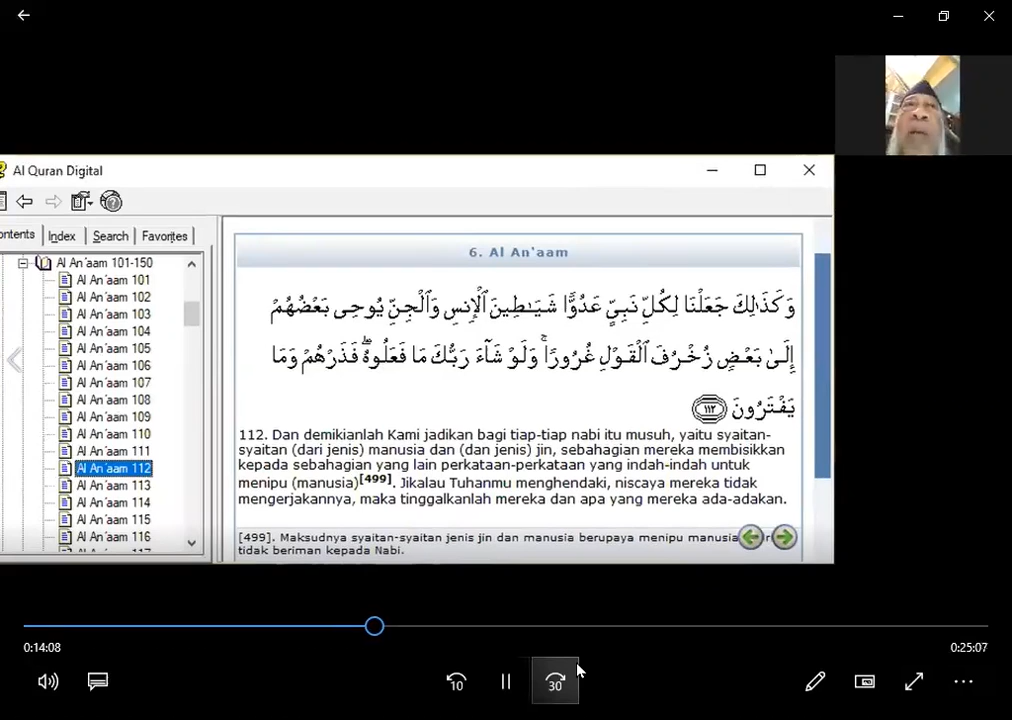 Al Quran Digital
ontents
Index
Search
Favorites
Al An'aam 101-150
Al An'aam 101
Al An'aam 102
Al An'aam 103
Al An'aam 104
Al An'aam 105
Al An'aam 106
Al An'aam 107
Al An'aam 108
Al An'aam 109
Al An'aam 110
Al An'aam 111
Al An'aam 112
Al An'aam 113
Al An'aam 114
Al An'aam 115
Al An'aam 116
6. Al An'aam
وَكَذَٰلِكَ جَعَلْنَا لِكُلِّ نَبِيٍّ عَدُوًّا شَيَـٰطِينَ ٱلْإِنسِ وَٱلْجِنِّ يُوحِى بَعْضُهُمْ
إِلَىٰ بَعْضٍ زُخْرُفَ ٱلْقَوْلِ غُرُورًا ۚ وَلَوْ شَآءَ رَبُّكَ مَا فَعَلُوهُ ۖ فَذَرْهُمْ وَمَا
يَفْتَرُونَ ١١٢
112. Dan demikianlah Kami jadikan bagi tiap-tiap nabi itu musuh, yaitu syaitan-
syaitan (dari jenis) manusia dan (dan jenis) jin, sebahagian mereka membisikkan
kepada sebahagian yang lain perkataan-perkataan yang indah-indah untuk
menipu (manusia)[499]. Jikalau Tuhanmu menghendaki, niscaya mereka tidak
mengerjakannya, maka tinggalkanlah mereka dan apa yang mereka ada-adakan.
[499]. Maksudnya syaitan-syaitan jenis jin dan manusia berupaya menipu manusia
tidak beriman kepada Nabi.
0:14:08
0:25:07
10
30